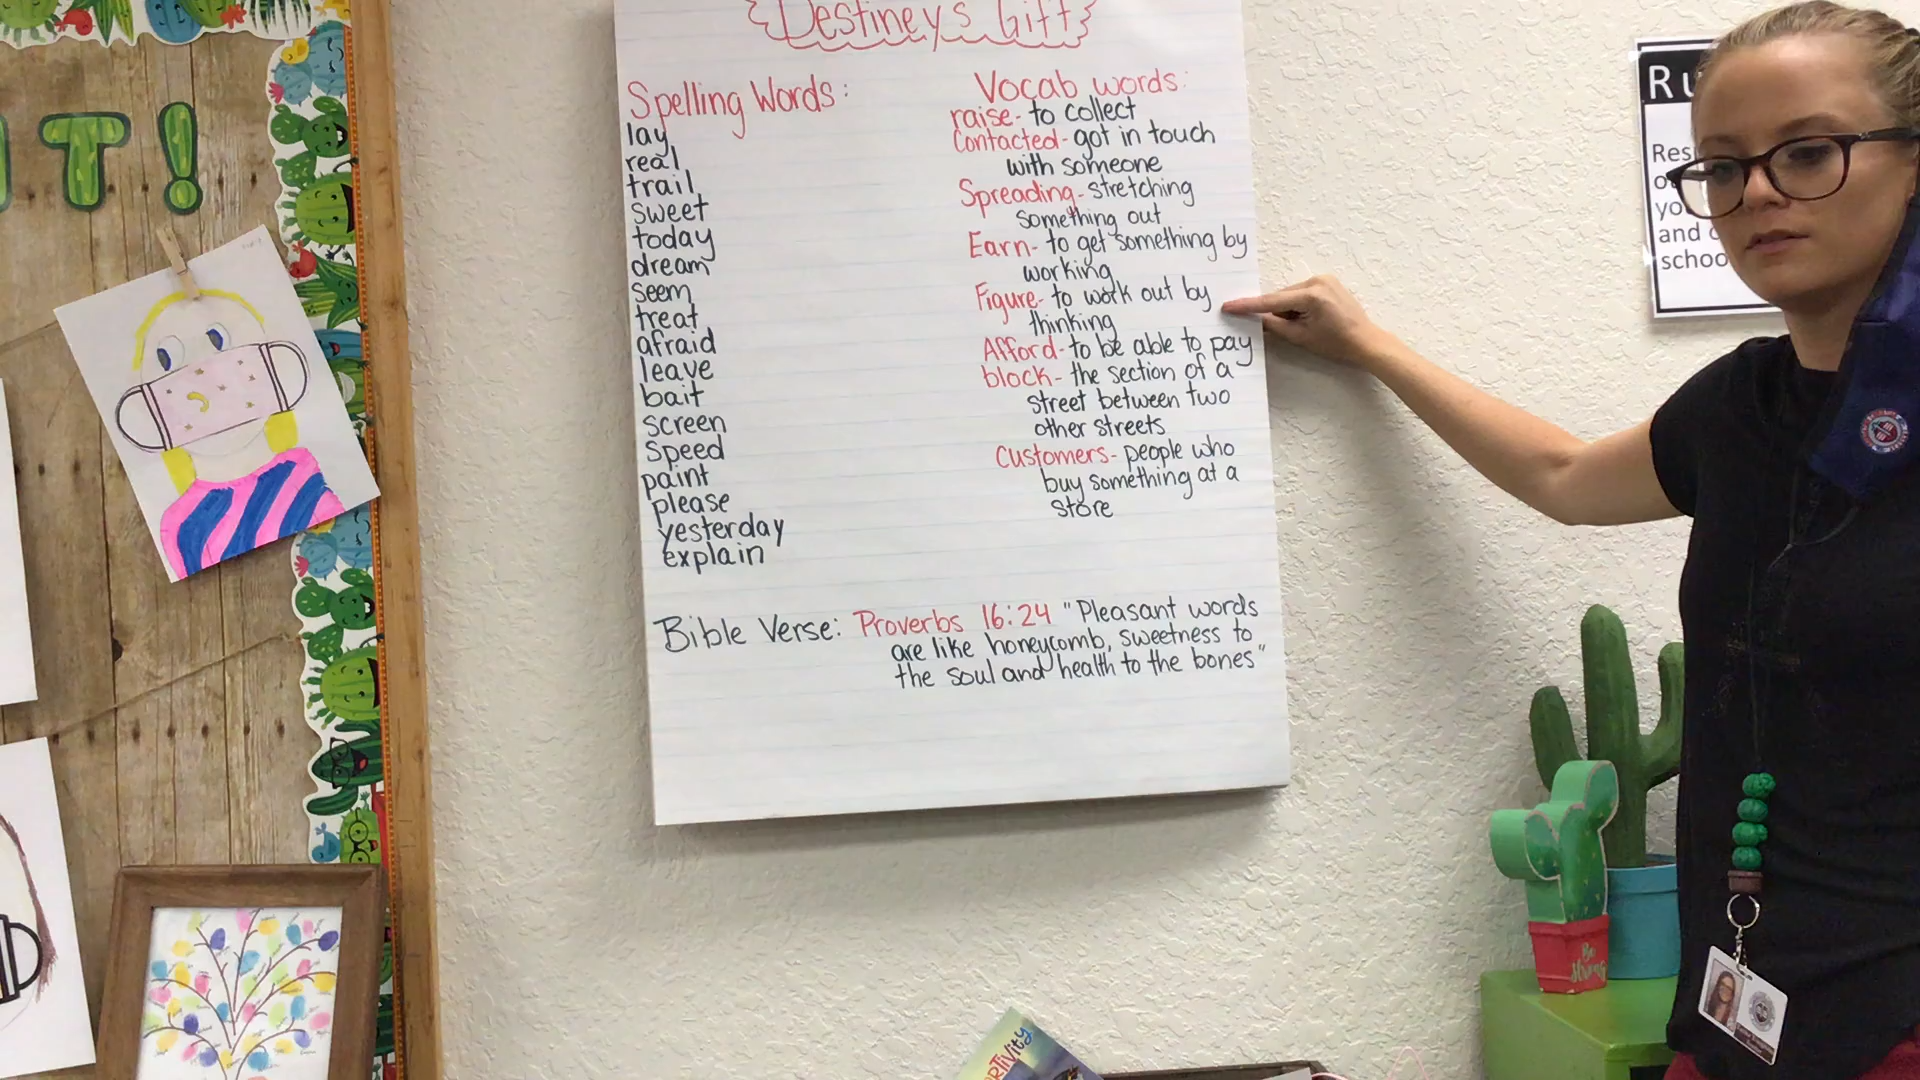 T!
Destiney's Gift
Spelling Words:
lay
real
trail
sweet
today
dream
seem
treat
afraid
leave
bait
screen
speed
paint
please
yesterday
explain
Vocab words:
raise- to collect
Contacted- got in touch
with someone
Spreading- stretching
something out
Earn- to get something by
working
Figure- to work out by
thinking
Afford- to be able to pay
block- the section of a
street between two
other streets
Customers- people who
buy something at a
store
Bible Verse: Proverbs 16:24 "Pleasant words
are like honeycomb, sweetness to
the soul and health to the bones"
Ru
Res
yo
and
schoo
Be
Strong